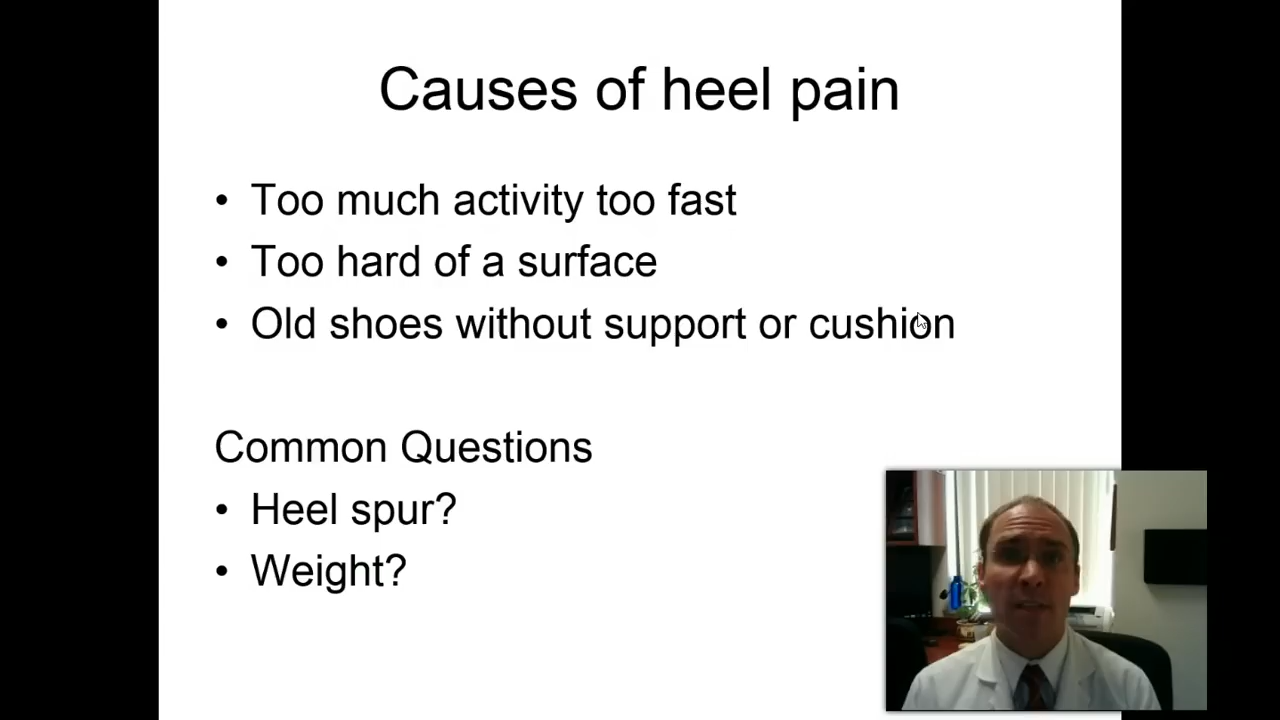 Causes of heel pain
• Too much activity too fast
• Too hard of a surface
• Old shoes without support or cushion
Common Questions
• Heel spur?
• Weight?